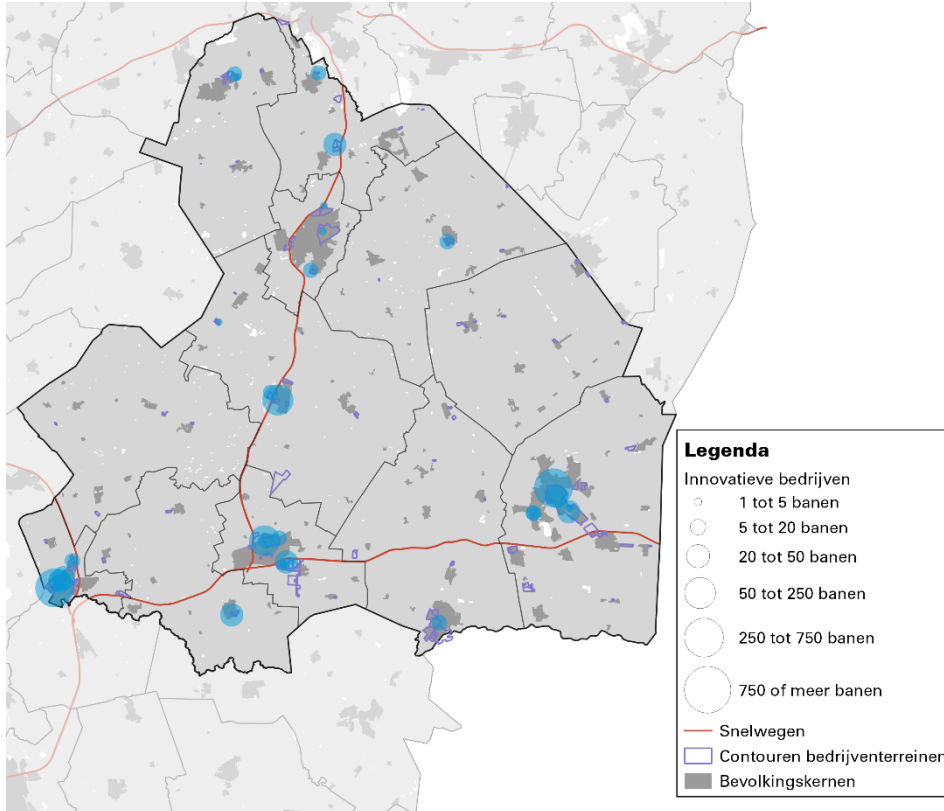 Legenda
Innovatieve bedrijven
1 tot 5 banen
5 tot 20 banen
20 tot 50 banen
50 tot 250 banen
250 tot 750 banen
750 of meer banen
Snelwegen
Contouren bedrijventerreinen
Bevolkingskernen